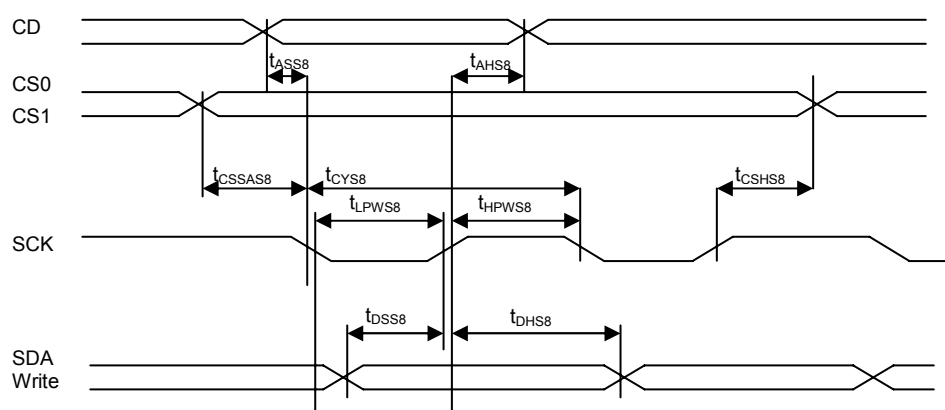 CD
tASS8
tAHS8
CS0
CS1
tCSSAS8
tCYS8
tCSHS8
tLPWS8
tHPWS8
SCK
tDSS8
tDHS8
SDA
Write